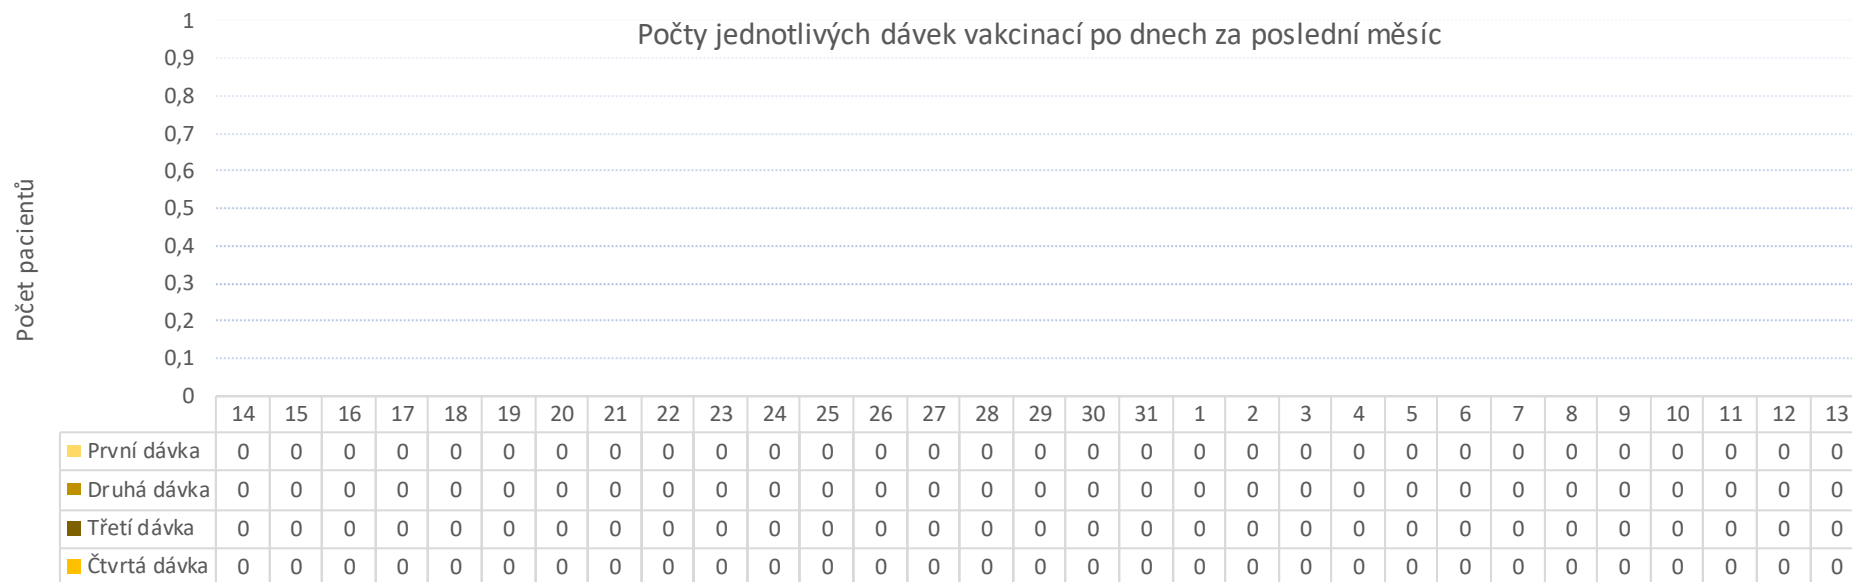 Počty jednotlivých dávek vakcinací po dnech za poslední měsíc
Počet pacientů
1
0,9
0,8
0,7
0,6
0,5
0,4
0,3
0,2
0,1
0
14 15 16 17 18 19 20 21 22 23 24 25 26 27 28 29 30 31 1 2 3 4 5 6 7 8 9 10 11 12 13
První dávka 0 0 0 0 0 0 0 0 0 0 0 0 0 0 0 0 0 0 0 0 0 0 0 0 0 0 0 0 0 0 0
Druhá dávka 0 0 0 0 0 0 0 0 0 0 0 0 0 0 0 0 0 0 0 0 0 0 0 0 0 0 0 0 0 0 0
Třetí dávka 0 0 0 0 0 0 0 0 0 0 0 0 0 0 0 0 0 0 0 0 0 0 0 0 0 0 0 0 0 0 0
Čtvrtá dávka 0 0 0 0 0 0 0 0 0 0 0 0 0 0 0 0 0 0 0 0 0 0 0 0 0 0 0 0 0 0 0